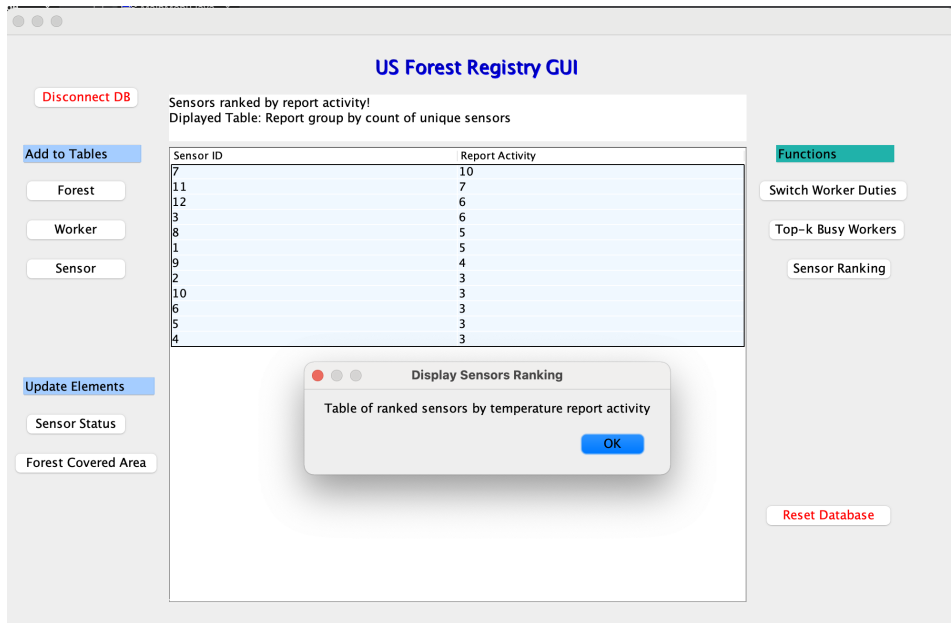 US Forest Registry GUI
Disconnect DB
Sensors ranked by report activity!
Diplayed Table: Report group by count of unique sensors
Add to Tables
Forest
Worker
Sensor
Update Elements
Sensor Status
Forest Covered Area
Sensor ID Report Activity
7 10
11 7
12 6
3 6
8 5
1 5
9 4
2 3
10 3
6 3
5 3
4 3
Display Sensors Ranking
Table of ranked sensors by temperature report activity
OK
Functions
Switch Worker Duties
Top-k Busy Workers
Sensor Ranking
Reset Database